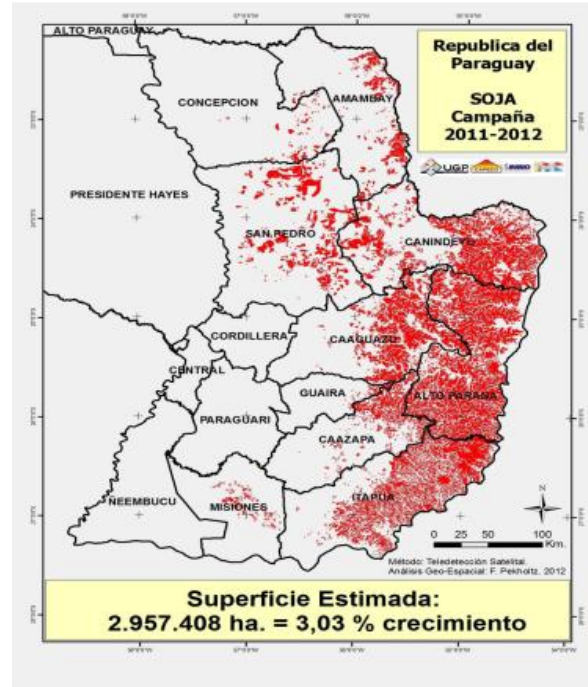 ALTO PARAGUAY
Republica del
Paraguay
SOJA
Campaña
2011-2012
UGP
CONCEPCION
AMAMBAY
PRESIDENTE HAYES
SAN PEDRO
CANINDEYU
CORDILLERA
CAAGUAZU
CENTRAL
GUAIRA
ALTO PARANA
PARAGUARI
CAAZAPA
ÑEEMBUCU
MISIONES
ITAPUA
N
0 25 50 100
Km.
Método: Teledetección Satelital.
Análisis Geo-Espacial: F. Pekholtz. 2012
Superficie Estimada:
2.957.408 ha. = 3,03 % crecimiento